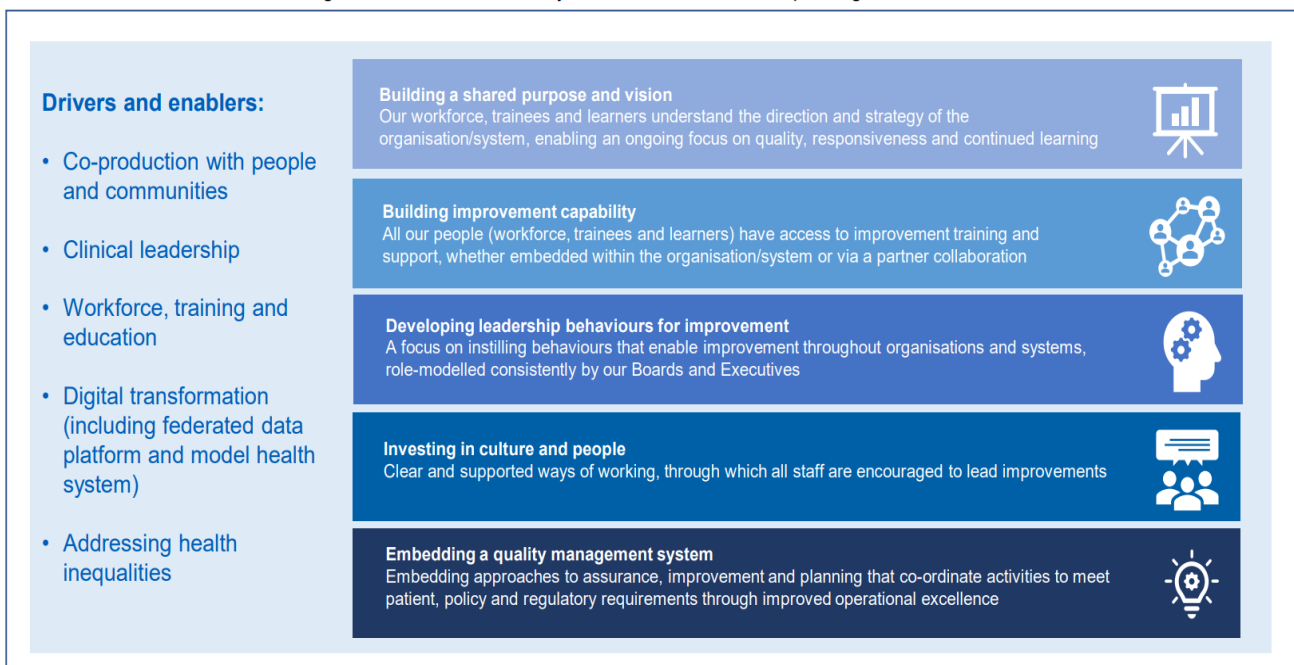 Drivers and enablers:
• Co-production with people
and communities
• Clinical leadership
• Workforce, training and
education
• Digital transformation
(including federated data
platform and model health
system)
• Addressing health
inequalities
Building a shared purpose and vision
Our workforce, trainees and learners understand the direction and strategy of the
organisation/system, enabling an ongoing focus on quality, responsiveness and continued learning
Building improvement capability
All our people (workforce, trainees and learners) have access to improvement training and
support, whether embedded within the organisation/system or via a partner collaboration
Developing leadership behaviours for improvement
A focus on instilling behaviours that enable improvement throughout organisations and systems,
role-modelled consistently by our Boards and Executives
Investing in culture and people
Clear and supported ways of working, through which all staff are encouraged to lead improvements
Embedding a quality management system
Embedding approaches to assurance, improvement and planning that co-ordinate activities to meet
patient, policy and regulatory requirements through improved operational excellence